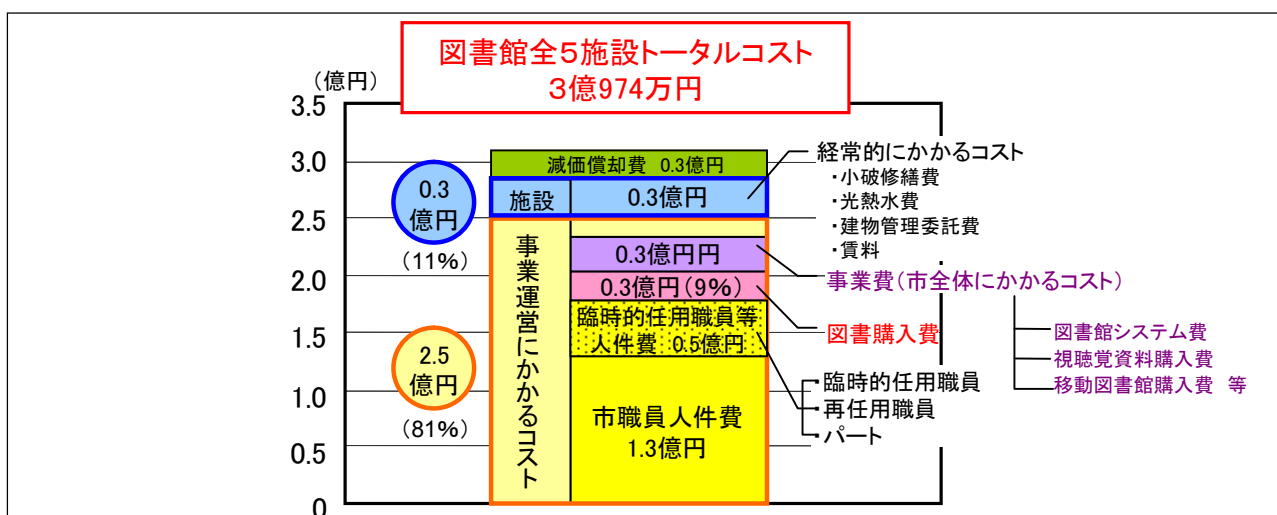 図書館全5施設トータルコスト
3億974万円
（億円）
3.5
3.0
2.5
2.0
1.5
1.0
0.5
0
0.3
億円
(11%)
2.5
億円
(81%)
減価償却費 0.3億円
施設
0.3億円
事業運営にかかるコスト
0.3億円円
0.3億円(9%)
臨時的任用職員等
人件費 0.5億円
市職員人件費
1.3億円
経常的にかかるコスト
・小破修繕費
・光熱水費
・建物管理委託費
・賃料
事業費(市全体にかかるコスト)
図書館システム費
視聴覚資料購入費
移動図書館購入費 等
図書購入費
・臨時的任用職員
・再任用職員
・パート